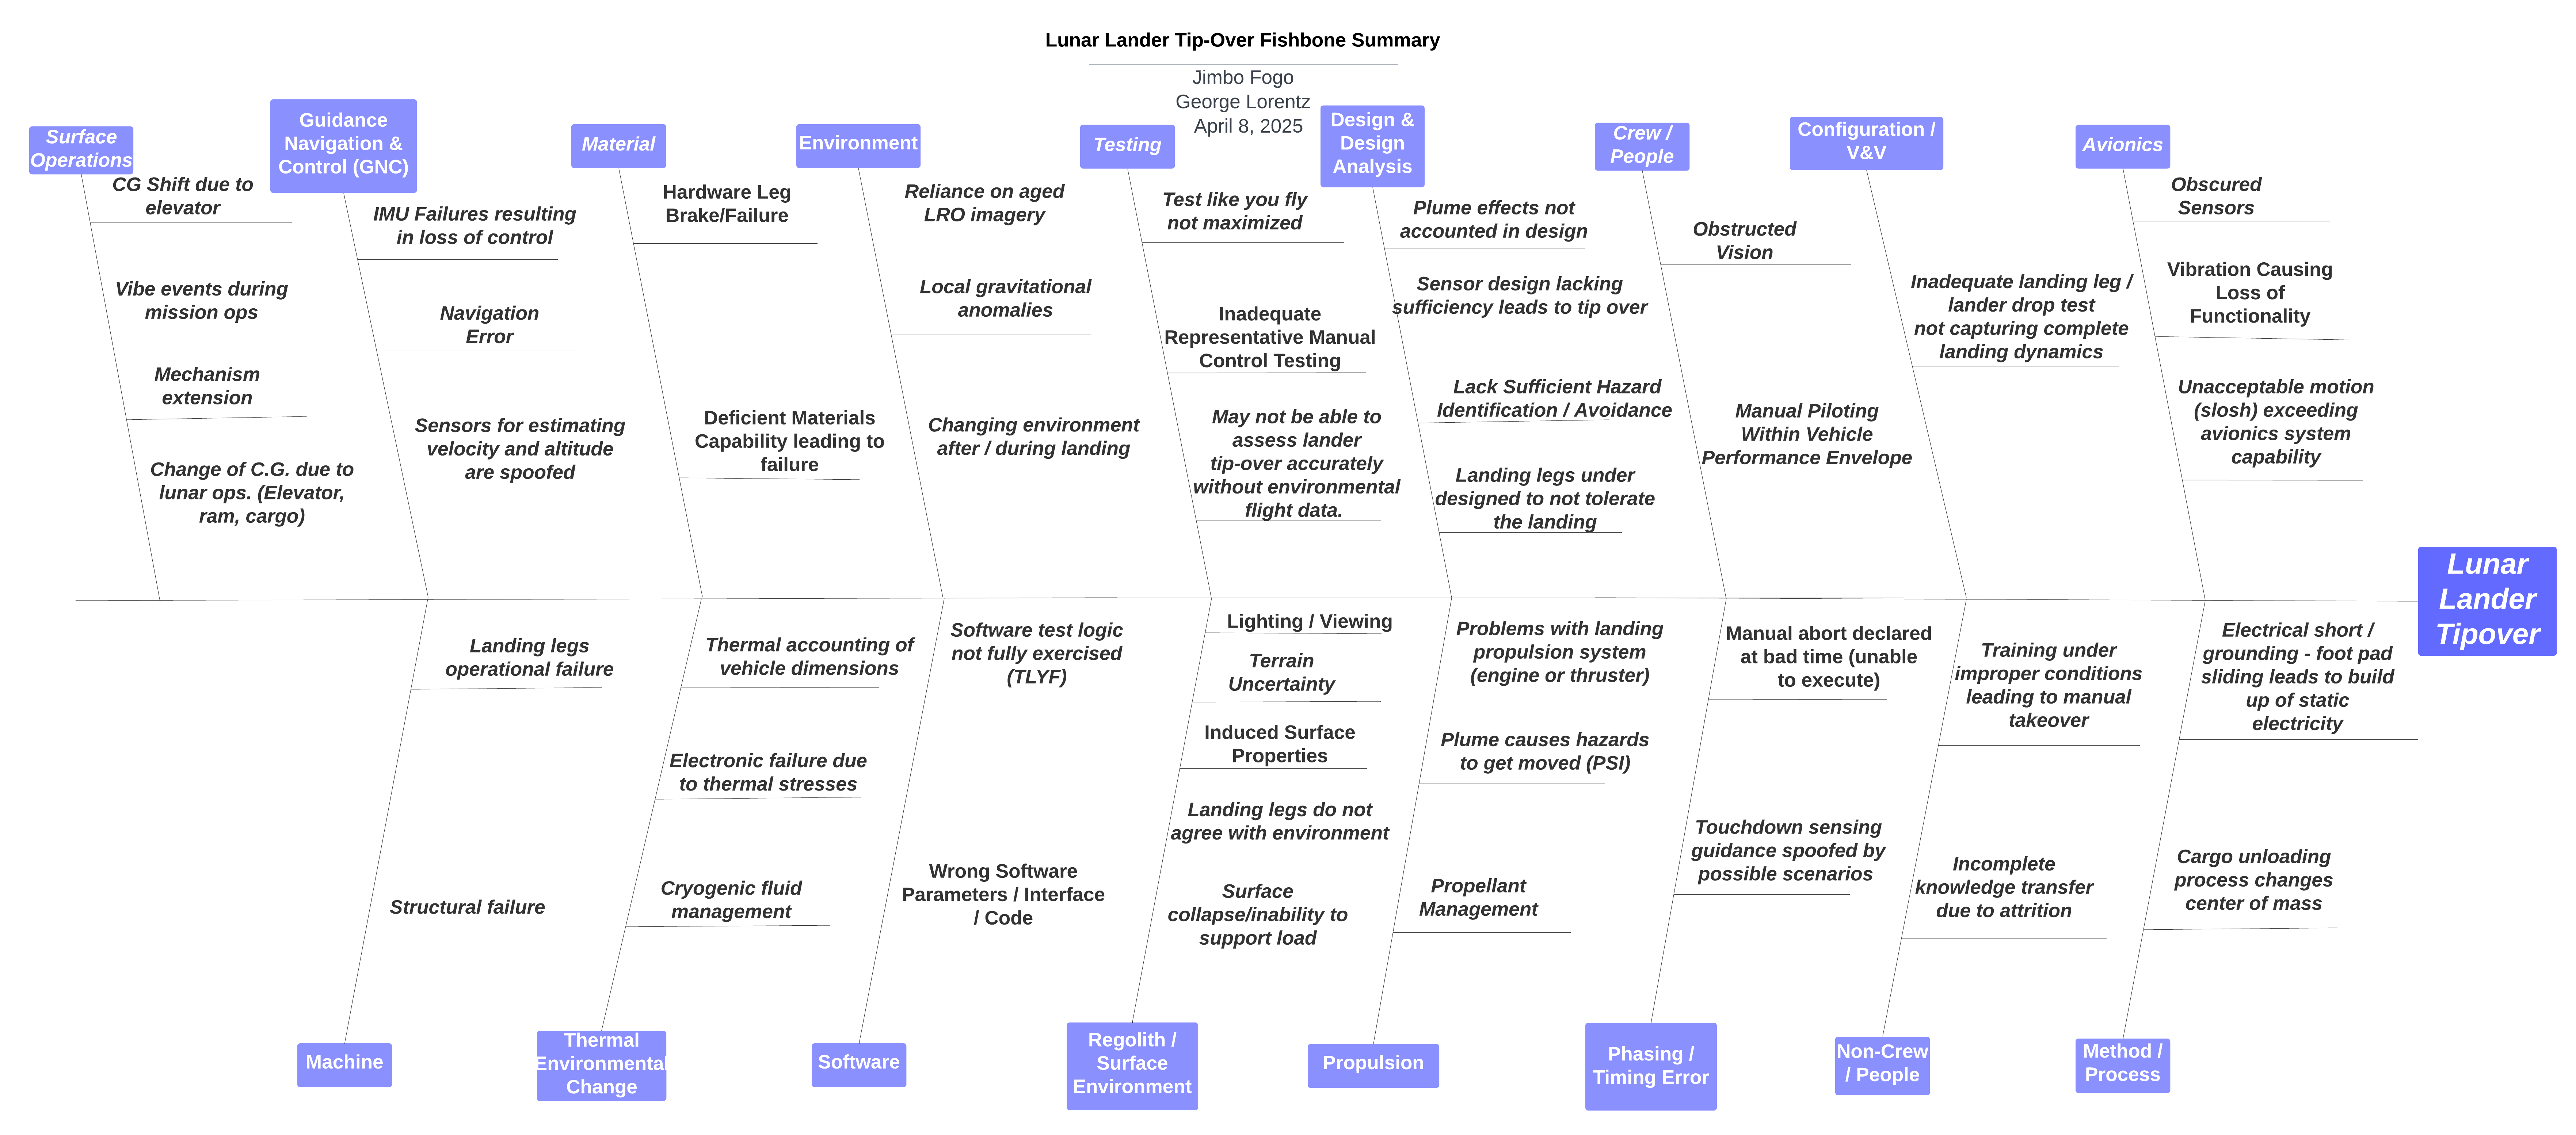 Lunar Lander Tip-Over Fishbone Summary
Jimbo Fogo
George Lorentz
April 8, 2025
Surface
Operations
CG Shift due to
elevator
Vibe events during
mission ops
Mechanism
extension
Change of C.G. due to
lunar ops. (Elevator,
ram, cargo)
Guidance
Navigation &
Control (GNC)
IMU Failures resulting
in loss of control
Navigation
Error
Sensors for estimating
velocity and altitude
are spoofed
Material
Hardware Leg
Brake/Failure
Deficient Materials
Capability leading to
failure
Environment
Reliance on aged
LRO imagery
Local gravitational
anomalies
Changing environment
after / during landing
Testing
Test like you fly
not maximized
Inadequate
Representative Manual
Control Testing
May not be able to
assess lander
tip-over accurately
without environmental
flight data.
Design &
Design
Analysis
Plume effects not
accounted in design
Sensor design lacking
sufficiency leads to tip over
Lack Sufficient Hazard
Identification / Avoidance
Landing legs under
designed to not tolerate
the landing
Crew /
People
Obstructed
Vision
Manual Piloting
Within Vehicle
Performance Envelope
Configuration /
V&V
Inadequate landing leg /
lander drop test
not capturing complete
landing dynamics
Avionics
Obscured
Sensors
Vibration Causing
Loss of
Functionality
Unacceptable motion
(slosh) exceeding
avionics system
capability
Lunar
Lander
Tipover
Landing legs
operational failure
Structural failure
Machine
Thermal accounting of
vehicle dimensions
Electronic failure due
to thermal stresses
Cryogenic fluid
management
Thermal
Environmental
Change
Software test logic
not fully exercised
(TLYF)
Wrong Software
Parameters / Interface
/ Code
Software
Lighting / Viewing
Terrain
Uncertainty
Induced Surface
Properties
Landing legs do not
agree with environment
Surface
collapse/inability to
support load
Regolith /
Surface
Environment
Problems with landing
propulsion system
(engine or thruster)
Plume causes hazards
to get moved (PSI)
Propellant
Management
Propulsion
Manual abort declared
at bad time (unable
to execute)
Touchdown sensing
guidance spoofed by
possible scenarios
Phasing /
Timing Error
Training under
improper conditions
leading to manual
takeover
Incomplete
knowledge transfer
due to attrition
Non-Crew
/ People
Electrical short /
grounding - foot pad
sliding leads to build
up of static
electricity
Cargo unloading
process changes
center of mass
Method /
Process